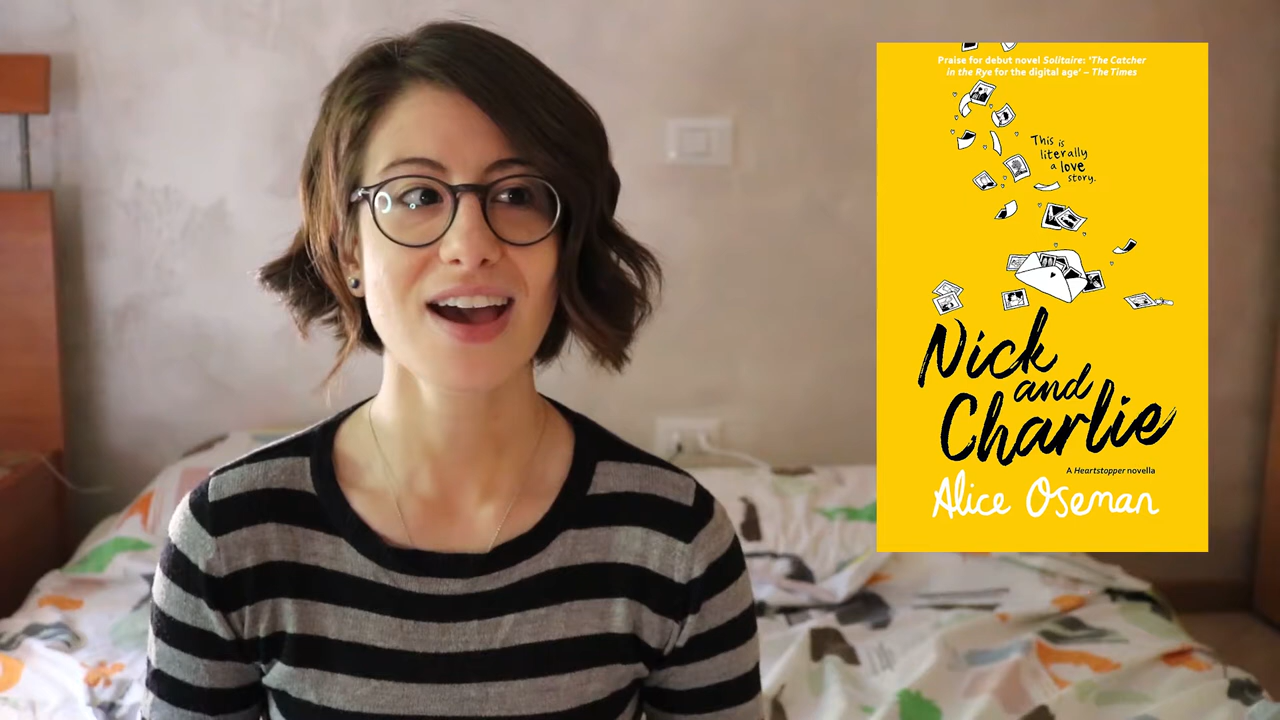 Praise for debut novel Solitaire: 'The Catcher
in the Rye for the digital age' – The Times
This is
literally
a love
story.
Nick
and
Charlie
A Heartstopper novella
Alice Oseman